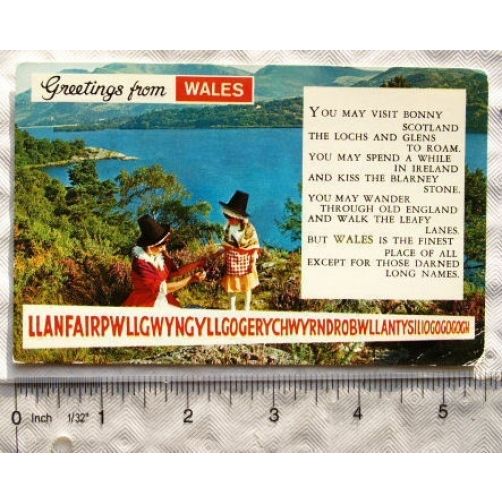 Greetings from WALES
YOU MAY VISIT BONNY
SCOTLAND
THE LOCHS AND GLENS
TO ROAM.
YOU MAY SPEND A WHILE
IN IRELAND
AND KISS THE BLARNEY
STONE.
YOU MAY WANDER
THROUGH OLD ENGLAND
AND WALK THE LEAFY
LANES.
BUT WALES IS THE FINEST
PLACE OF ALL
EXCEPT FOR THOSE DARNED
LONG NAMES.
LLANFAIRPWLLGWYNGYLLGOGERYCHWYRNDROBWLLANTYSILIOGOGOGOGH
0 Inch 1/32" 1 2 3 4 5